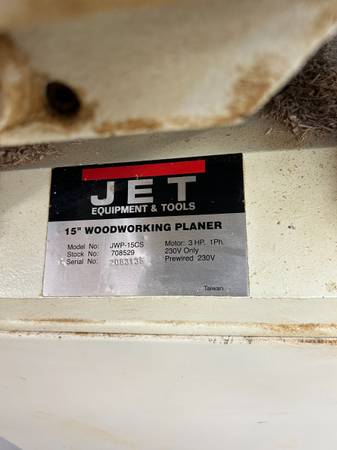 JET
EQUIPMENT & TOOLS
15" WOODWORKING PLANER
Model No: JWP-15CS Motor: 3 HP, 1Ph.
Stock No: 708529 230V Only
Serial No: Prewired 230V
Taiwan